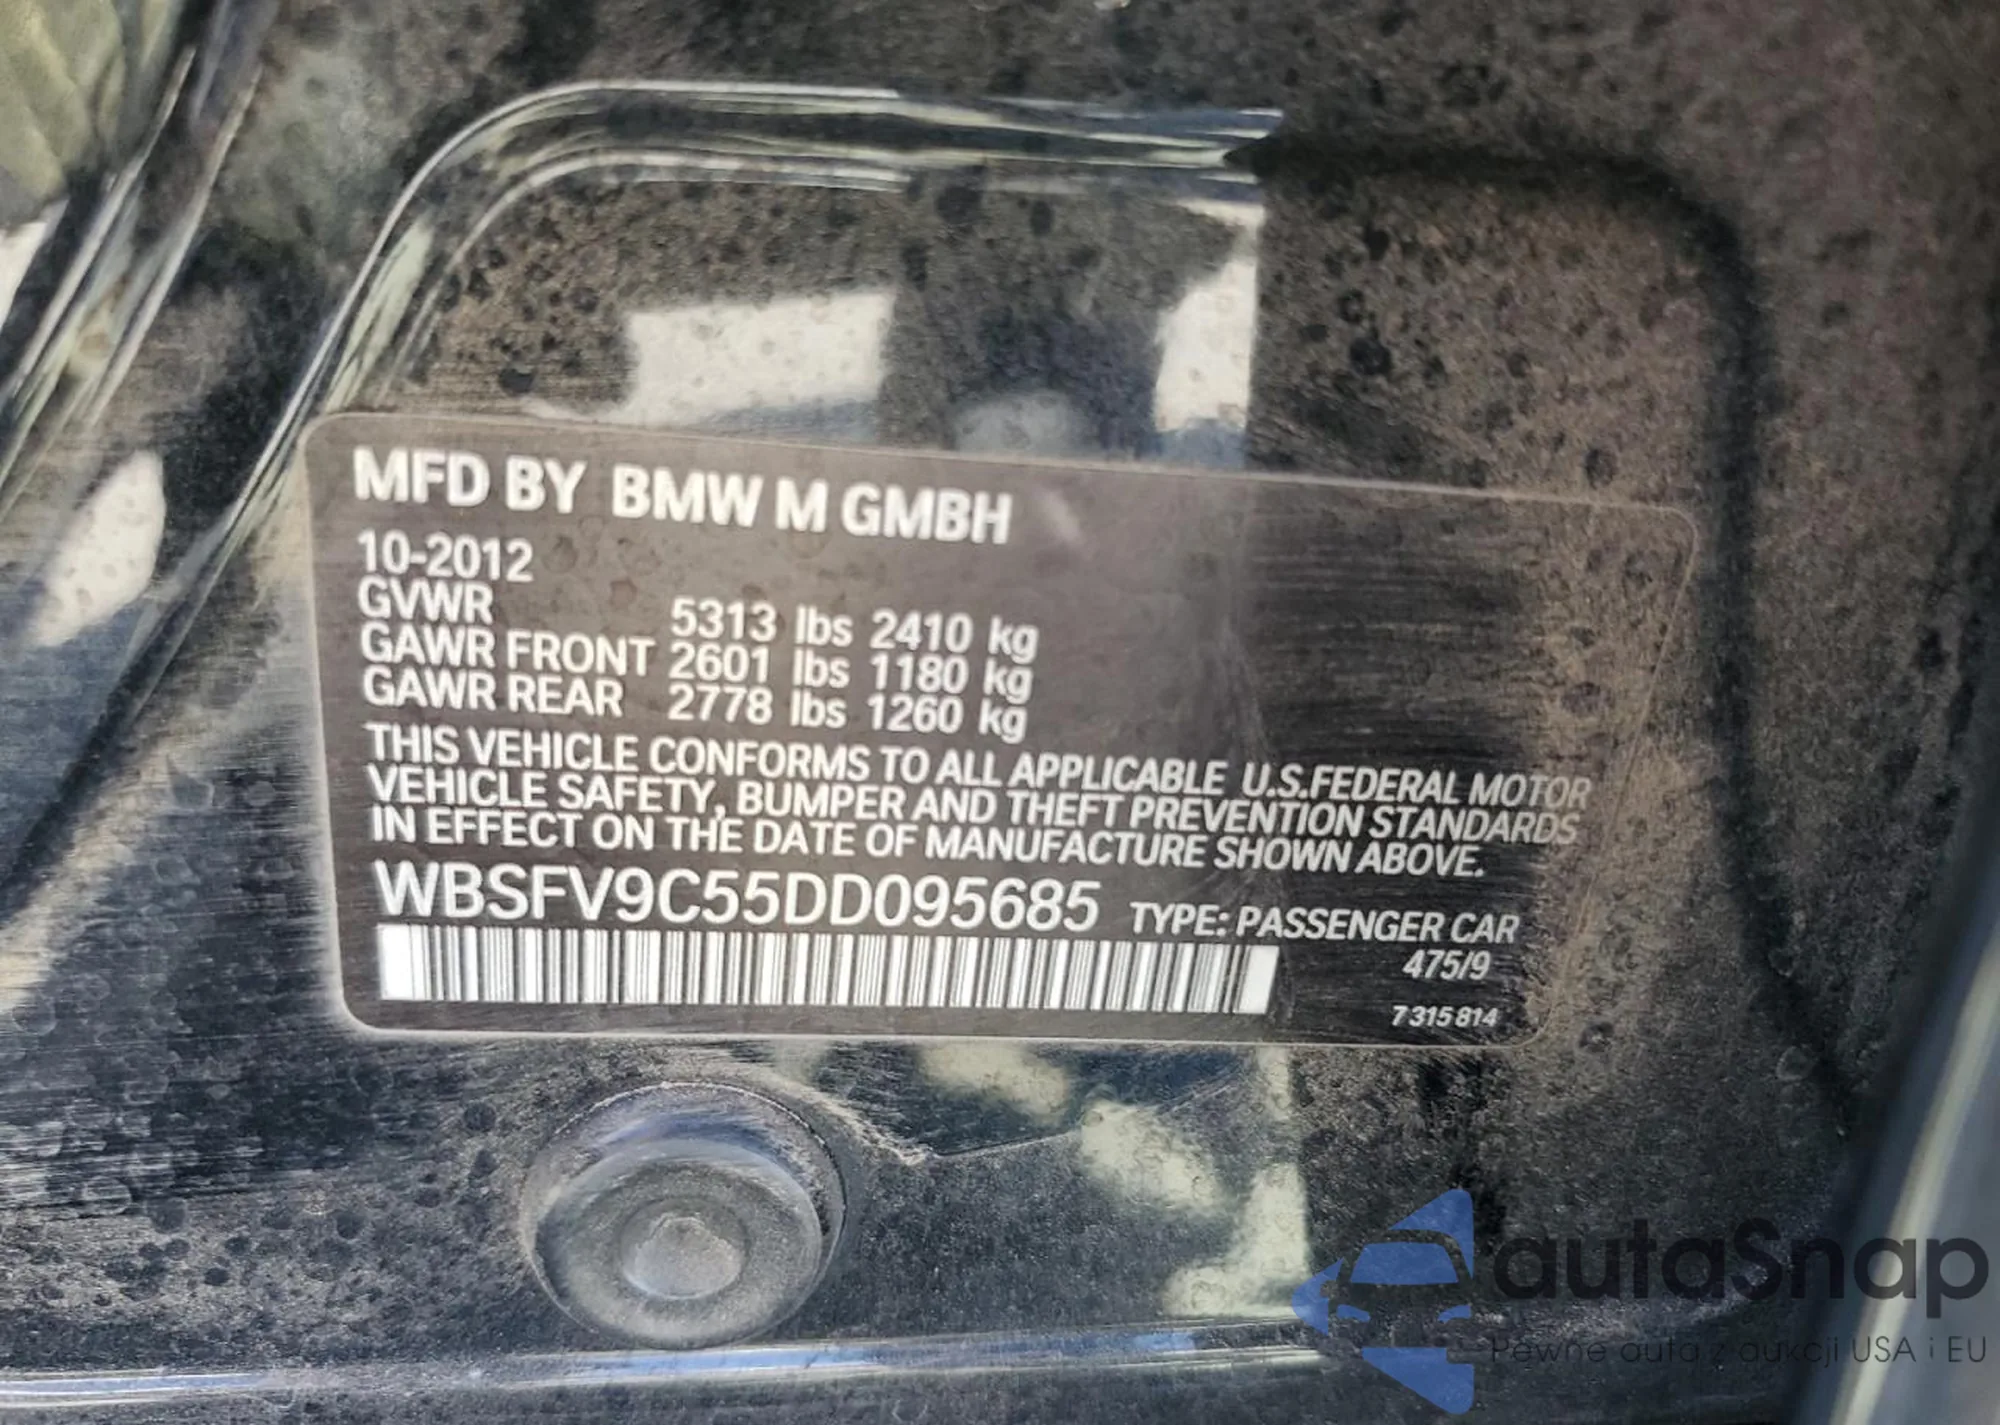 MFD BY BMW M GMBH
10-2012
GVWR 5313 lbs 2410 kg
GAWR FRONT 2601 lbs 1180 kg
GAWR REAR 2778 lbs 1260 kg
THIS VEHICLE CONFORMS TO ALL APPLICABLE U.S.FEDERAL MOTOR
VEHICLE SAFETY, BUMPER AND THEFT PREVENTION STANDARDS
IN EFFECT ON THE DATE OF MANUFACTURE SHOWN ABOVE.
WBSFV9C55DD095685 TYPE: PASSENGER CAR
475/9
7 315 814
autaSnap
Pewne auta z aukcji USA i EU